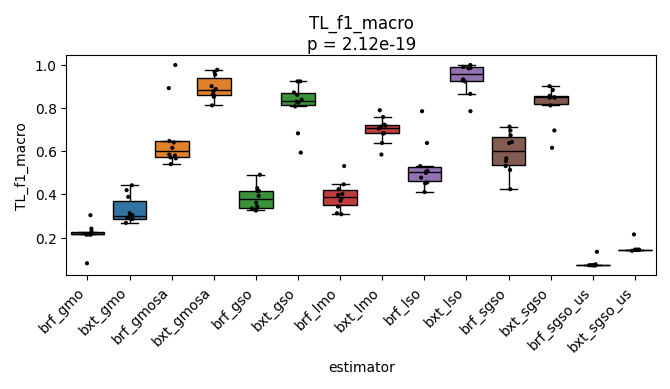 TL_f1_macro
p = 2.12e-19
TL_f1_macro
1.0
0.8
0.6
0.4
0.2
brf_gmo
bxt_gmo
brf_gmosa
bxt_gmosa
brf_gso
bxt_gso
brf_lmo
bxt_lmo
brf_lso
bxt_lso
brf_sgso
bxt_sgso
brf_sgso_us
bxt_sgso_us
estimator